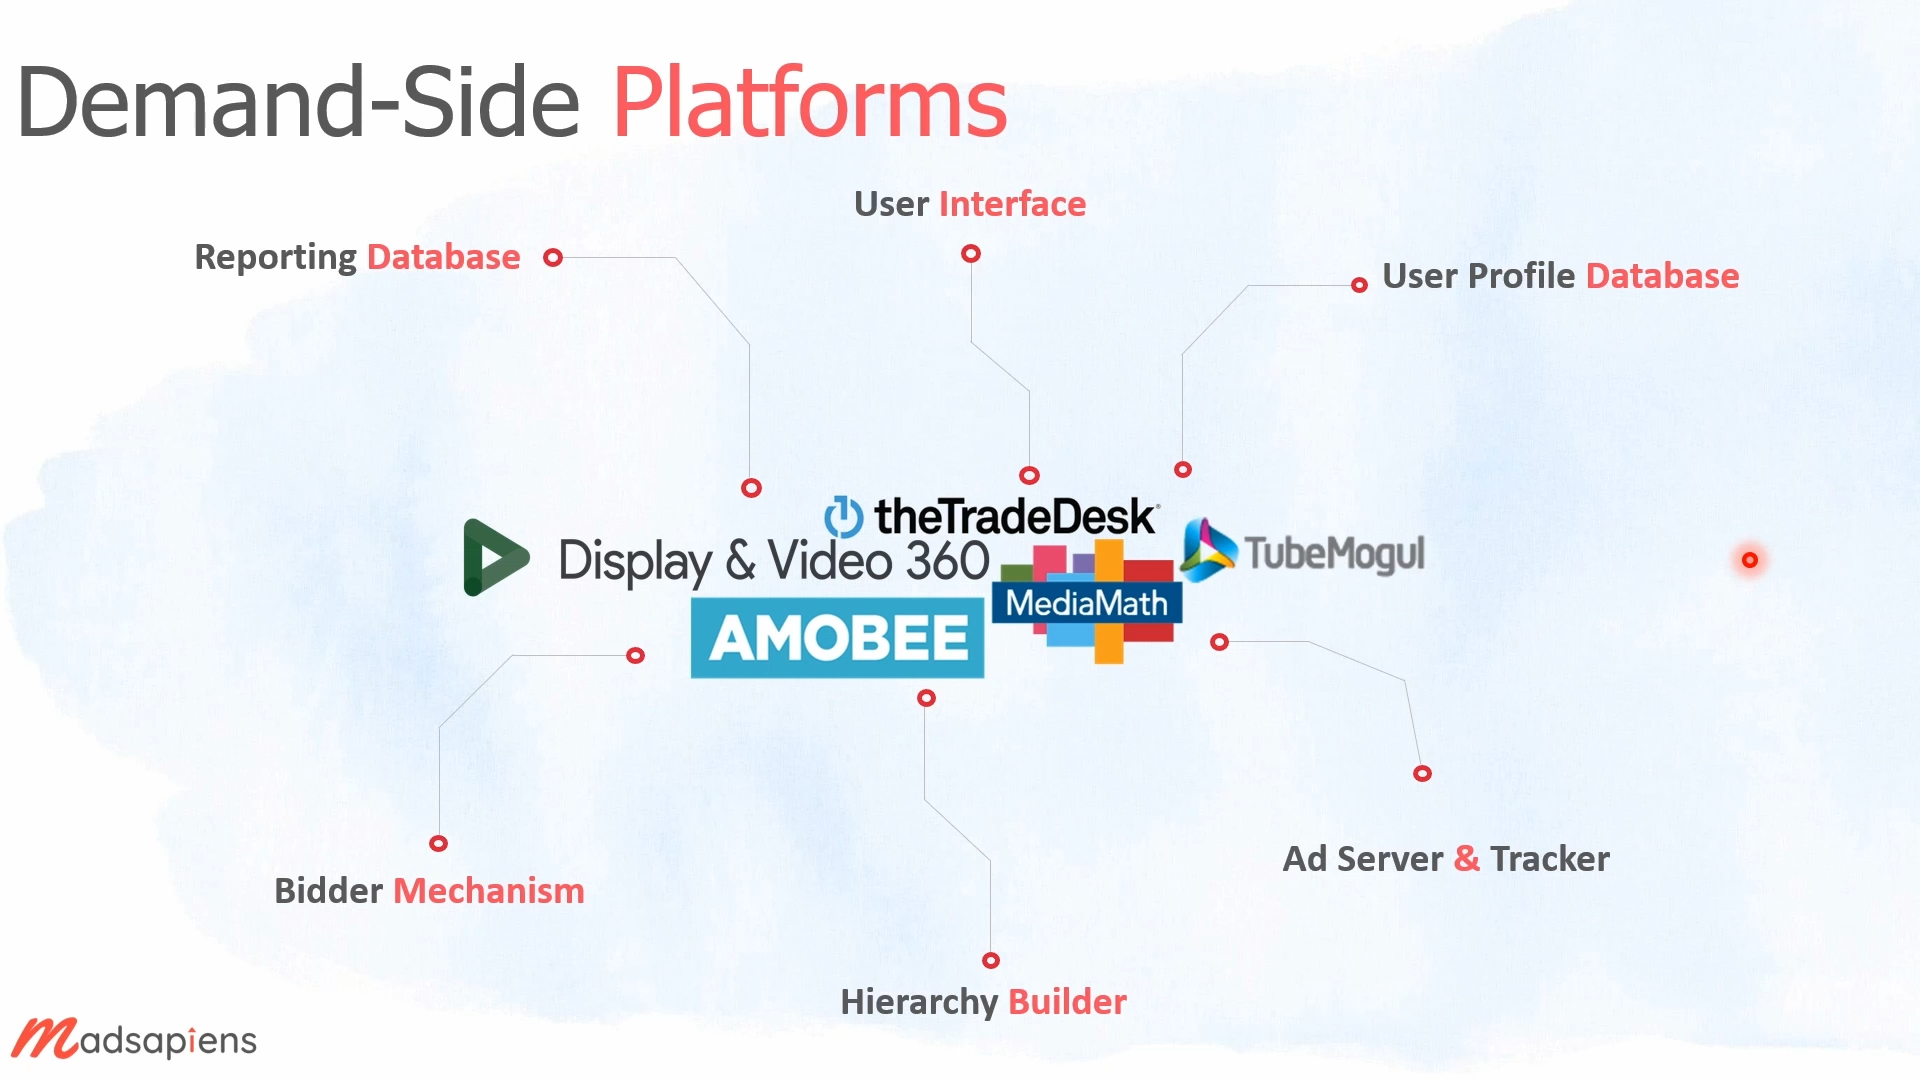 Demand-Side Platforms
User Interface
Reporting Database
User Profile Database
theTradeDesk
Display & Video 360
TubeMogul
MediaMath
AMOBEE
Ad Server & Tracker
Bidder Mechanism
Hierarchy Builder
Madsapiens